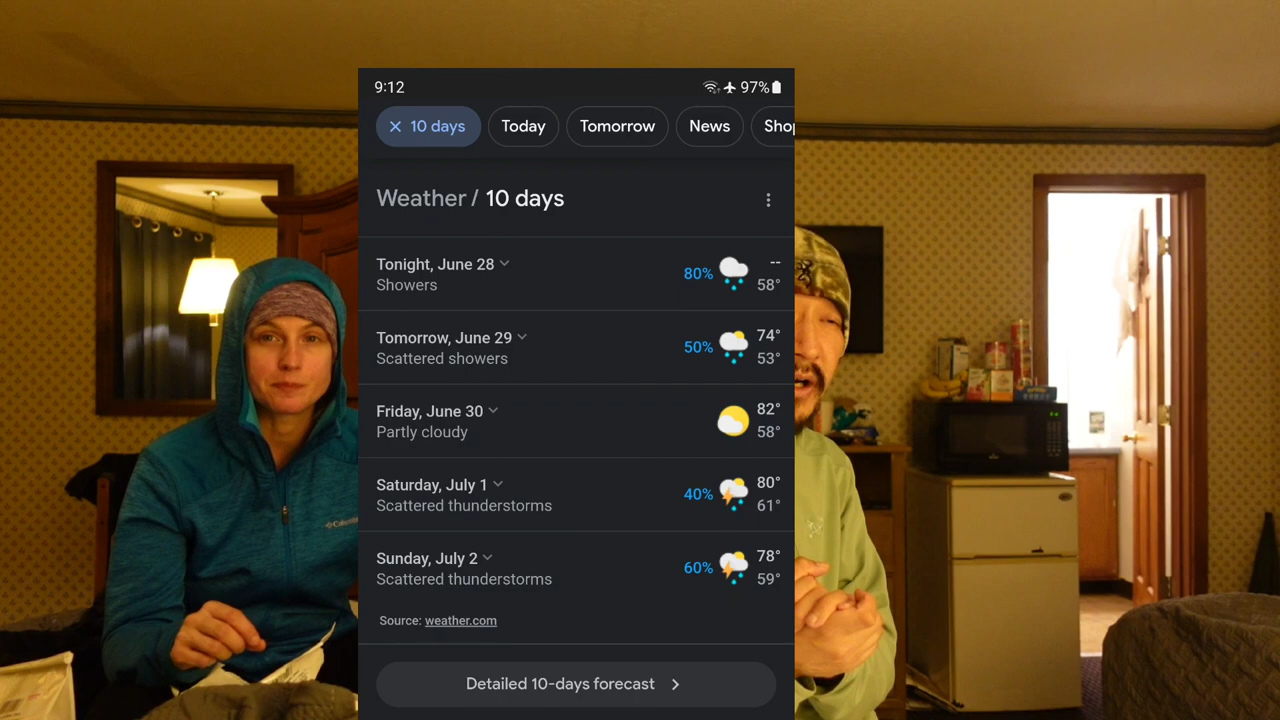 9:12
97%
10 days
Today
Tomorrow
News
Shop
Weather / 10 days
Tonight, June 28
Showers
80%
--
58°
Tomorrow, June 29
Scattered showers
50%
74°
53°
Friday, June 30
Partly cloudy
82°
58°
Saturday, July 1
Scattered thunderstorms
40%
80°
61°
Sunday, July 2
Scattered thunderstorms
60%
78°
59°
Source: weather.com
Detailed 10-days forecast
Columbia